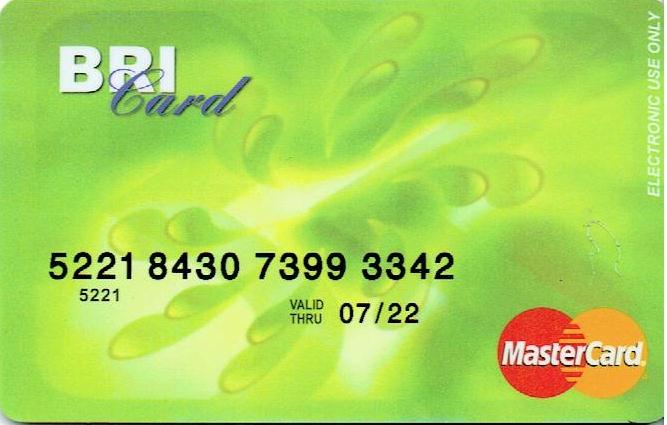 BRI
Card
ELECTRONIC USE ONLY
5221 8430 7399 3342
5221
VALID
THRU 07/22
MasterCard